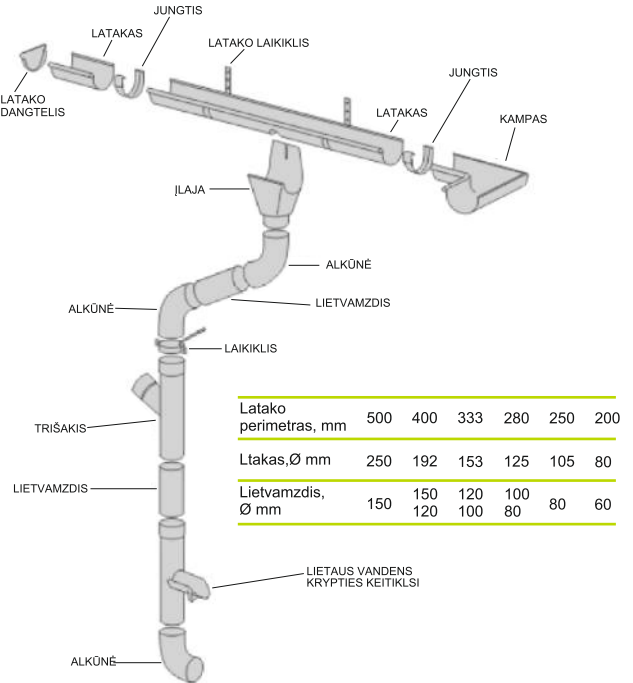 JUNGTIS
LATAKAS
LATAKO LAIKIKLIS
JUNGTIS
LATAKO
DANGTELIS
LATAKAS
KAMPAS
ĮLAJA
ALKŪNĖ
LIETVAMZDIS
ALKŪNĖ
LAIKIKLIS
TRIŠAKIS
LIETVAMZDIS
LIETAUS VANDENS
KRYPTIES KEITIKLSI
ALKŪNĖ
Latako
perimetras, mm 500 400 333 280 250 200
Ltakas,Ø mm 250 192 153 125 105 80
Lietvamzdis, 150 120 100
Ø mm 150 120 100 80 80 60